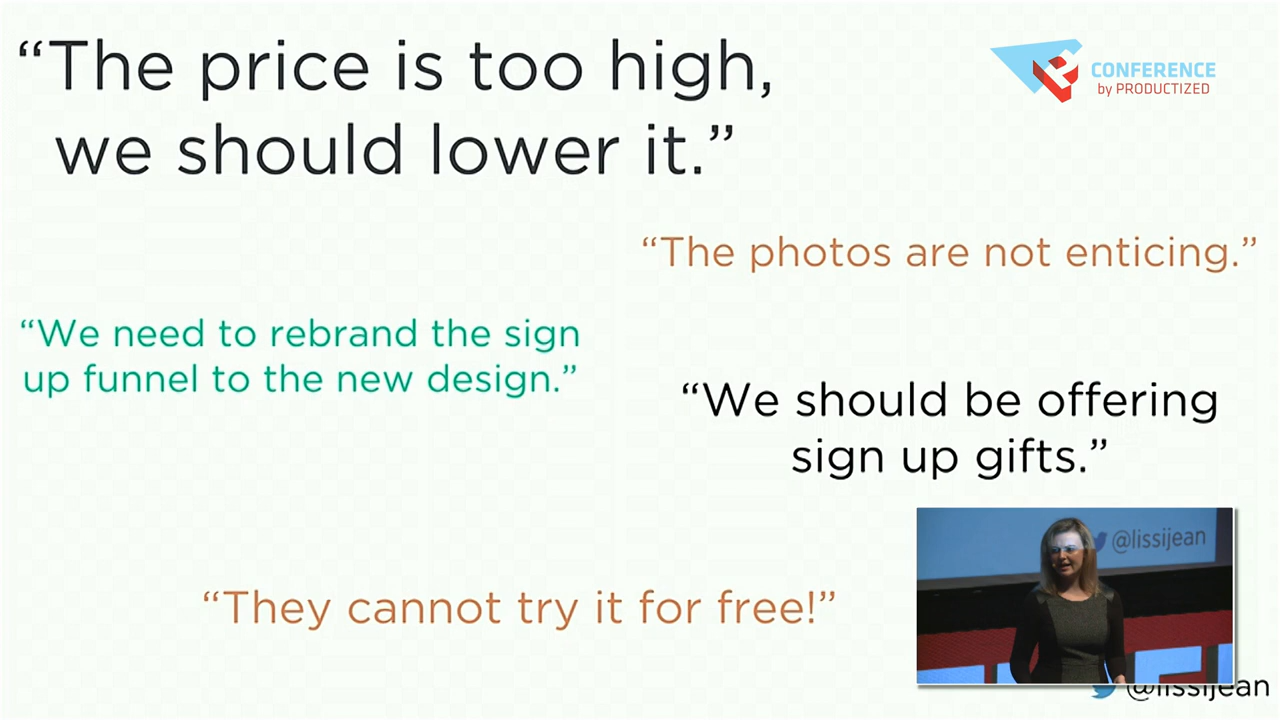 “The price is too high,
we should lower it.”
CONFERENCE
by PRODUCTIZED
“The photos are not enticing.”
“We need to rebrand the sign
up funnel to the new design.”
“We should be offering
sign up gifts.”
@lissijean
“They cannot try it for free!”
@lissijean